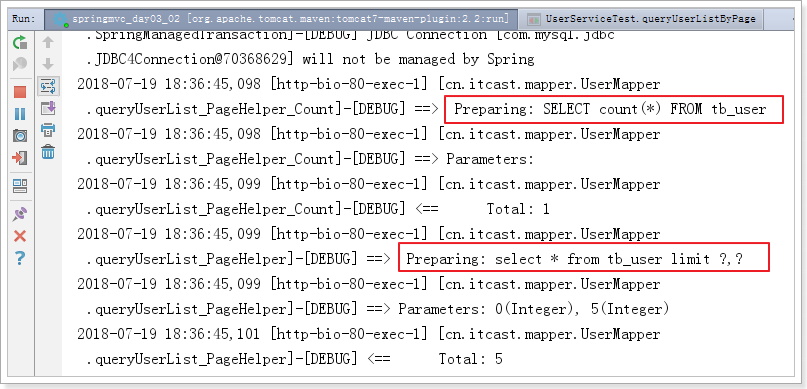 Run: springmvc_day03_02 [org.apache.tomcat.maven:tomcat7-maven-plugin:2.2:run] UserServiceTest.queryUserListByPage
.SpringManagedTransaction]-[DEBUG] JDBC Connection [com.mysql.jdbc
.JDBC4Connection@70368629] will not be managed by Spring
2018-07-19 18:36:45,098 [http-bio-80-exec-1] [cn.itcast.mapper.UserMapper
.queryUserList_PageHelper_Count]-[DEBUG] ==>  Preparing: SELECT count(*) FROM tb_user
2018-07-19 18:36:45,098 [http-bio-80-exec-1] [cn.itcast.mapper.UserMapper
.queryUserList_PageHelper_Count]-[DEBUG] ==> Parameters:
2018-07-19 18:36:45,099 [http-bio-80-exec-1] [cn.itcast.mapper.UserMapper
.queryUserList_PageHelper_Count]-[DEBUG] <==      Total: 1
2018-07-19 18:36:45,099 [http-bio-80-exec-1] [cn.itcast.mapper.UserMapper
.queryUserList_PageHelper]-[DEBUG] ==>  Preparing: select * from tb_user limit ?,?
2018-07-19 18:36:45,099 [http-bio-80-exec-1] [cn.itcast.mapper.UserMapper
.queryUserList_PageHelper]-[DEBUG] ==> Parameters: 0(Integer), 5(Integer)
2018-07-19 18:36:45,101 [http-bio-80-exec-1] [cn.itcast.mapper.UserMapper
.queryUserList_PageHelper]-[DEBUG] <==      Total: 5